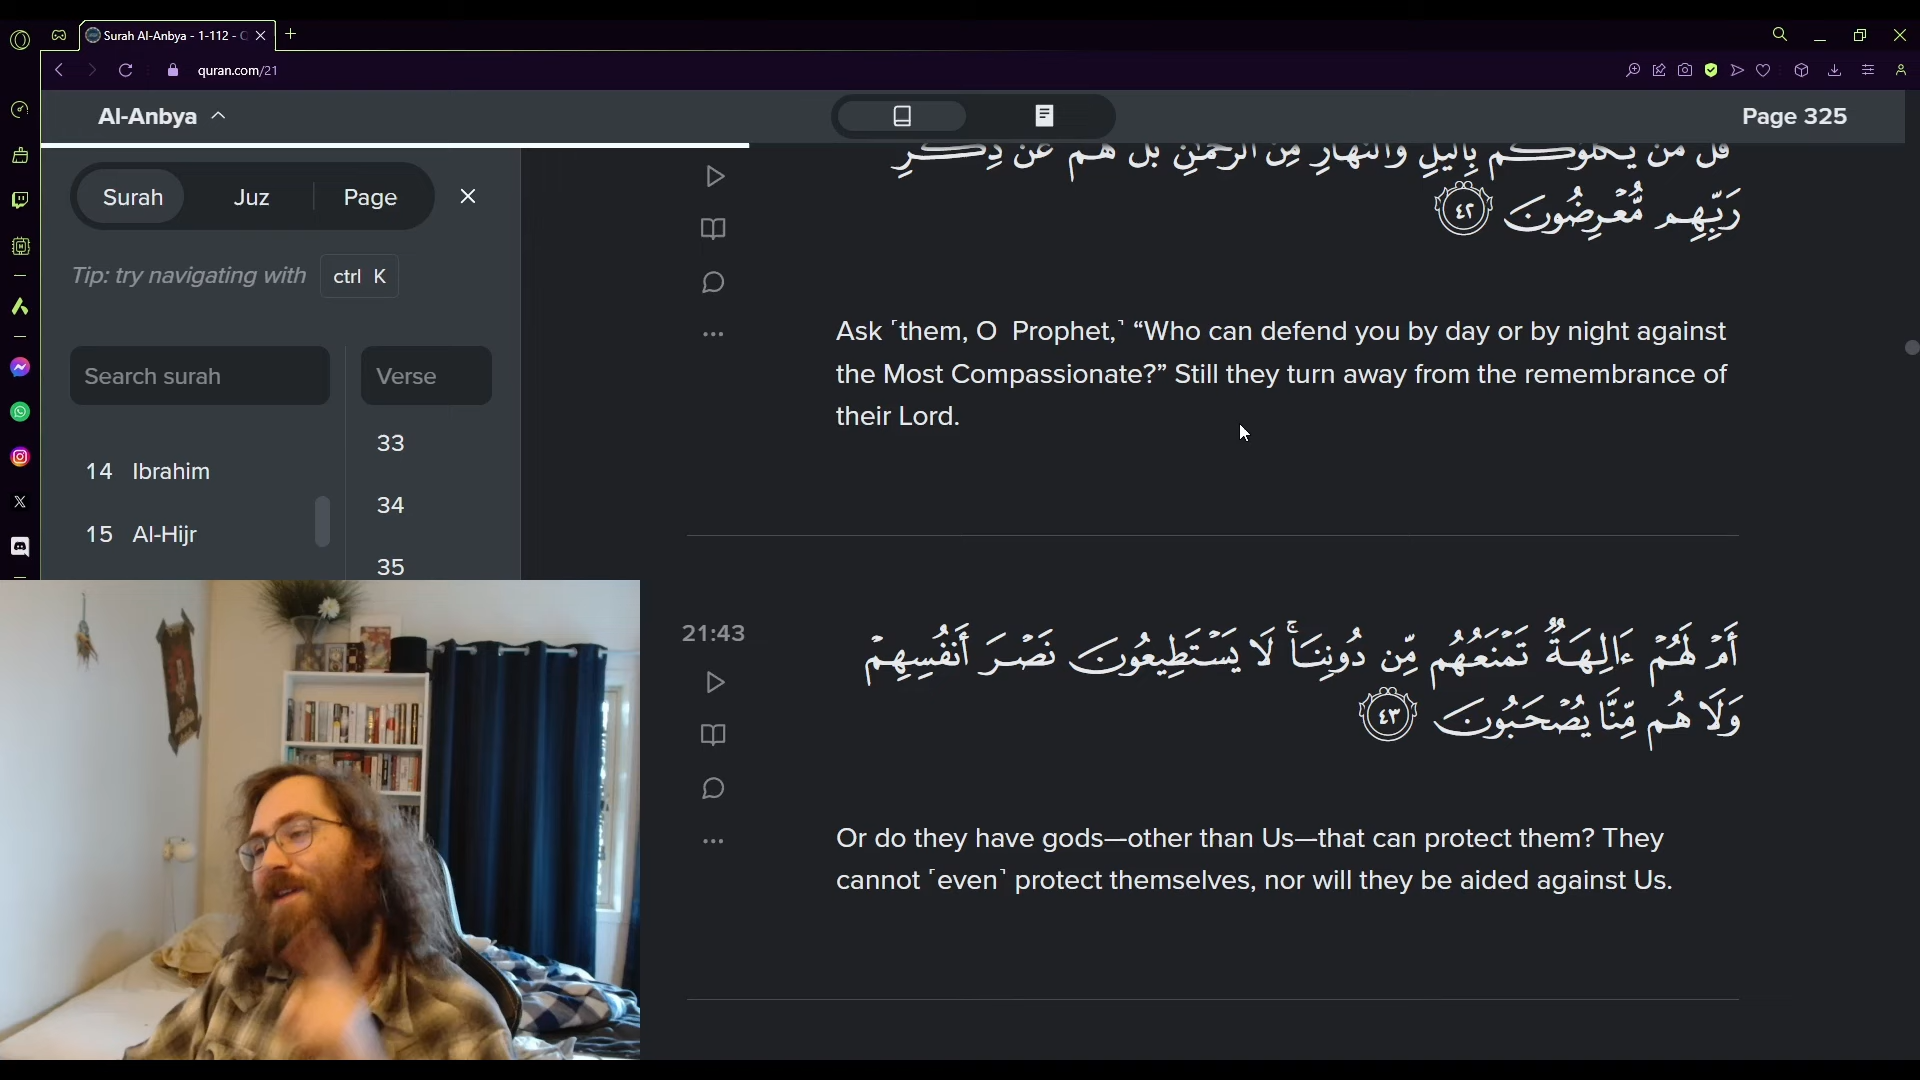 Surah Al-Anbya - 1-112 -
quran.com/21
Al-Anbya
Page 325
Surah
Juz
Page
Tip: try navigating with
ctrl K
Search surah
Verse
33
14 Ibrahim
34
15 Al-Hijr
35
قُلْ مَن يَكْلَؤُكُم بِٱلَّيْلِ وَٱلنَّهَارِ مِنَ ٱلرَّحْمَـٰنِ ۗ بَلْ هُمْ عَن ذِكْرِ
رَبِّهِم مُّعْرِضُونَ ٤٢
Ask ˹them, O Prophet,˺ “Who can defend you by day or by night against
the Most Compassionate?” Still they turn away from the remembrance of
their Lord.
21:43
أَمْ لَهُمْ ءَالِهَةٌ تَمْنَعُهُم مِّن دُونِنَا ۚ لَا يَسْتَطِيعُونَ نَصْرَ أَنفُسِهِمْ
وَلَا هُم مِّنَّا يُصْحَبُونَ ٤٣
Or do they have gods—other than Us—that can protect them? They
cannot ˹even˺ protect themselves, nor will they be aided against Us.